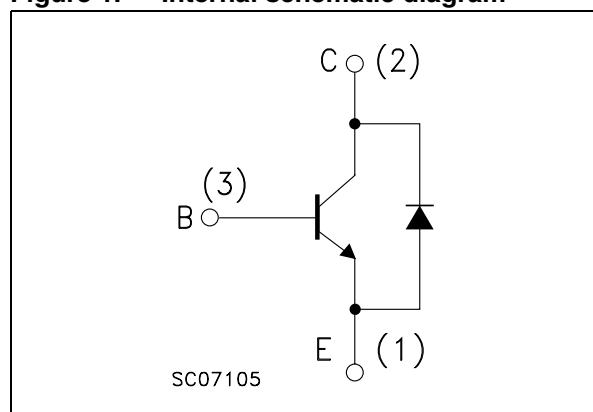 Figure 1. Internal schematic diagram
C (2)
(3)
B
E (1)
SC07105